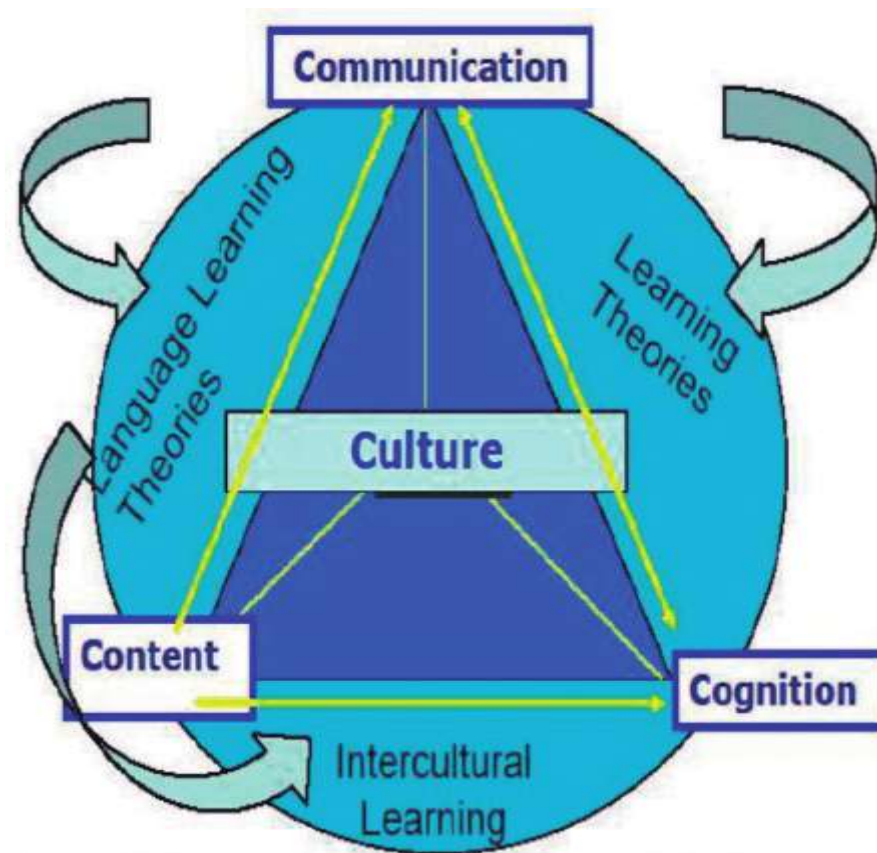 Communication
Language Learning
Theories
Learning
Theories
Culture
Content
Cognition
Intercultural
Learning